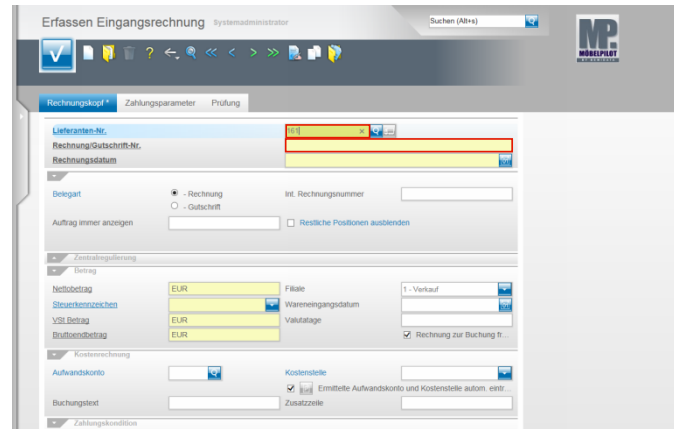 Erfassen Eingangsrechnung Systemadministrator
Suchen (Alt+s)
MP
MÖBELPILOT
Rechnungskopf * Zahlungsparameter Prüfung
Lieferanten-Nr. 161
Rechnung/Gutschrift-Nr.
Rechnungsdatum
Belegart - Rechnung Int. Rechnungsnummer
- Gutschrift
Auftrag immer anzeigen Restliche Positionen ausblenden
Zentralregulierung
Betrag
Nettobetrag EUR Filiale 1 - Verkauf
Steuerkennzeichen Wareneingangsdatum
VSt Betrag EUR Valutatage
Bruttoendbetrag EUR Rechnung zur Buchung fr...
Kostenrechnung
Aufwandskonto Kostenstelle
Ermittelte Aufwandskonto und Kostenstelle autom. eintr...
Buchungstext Zusatzzeile
Zahlungskondition